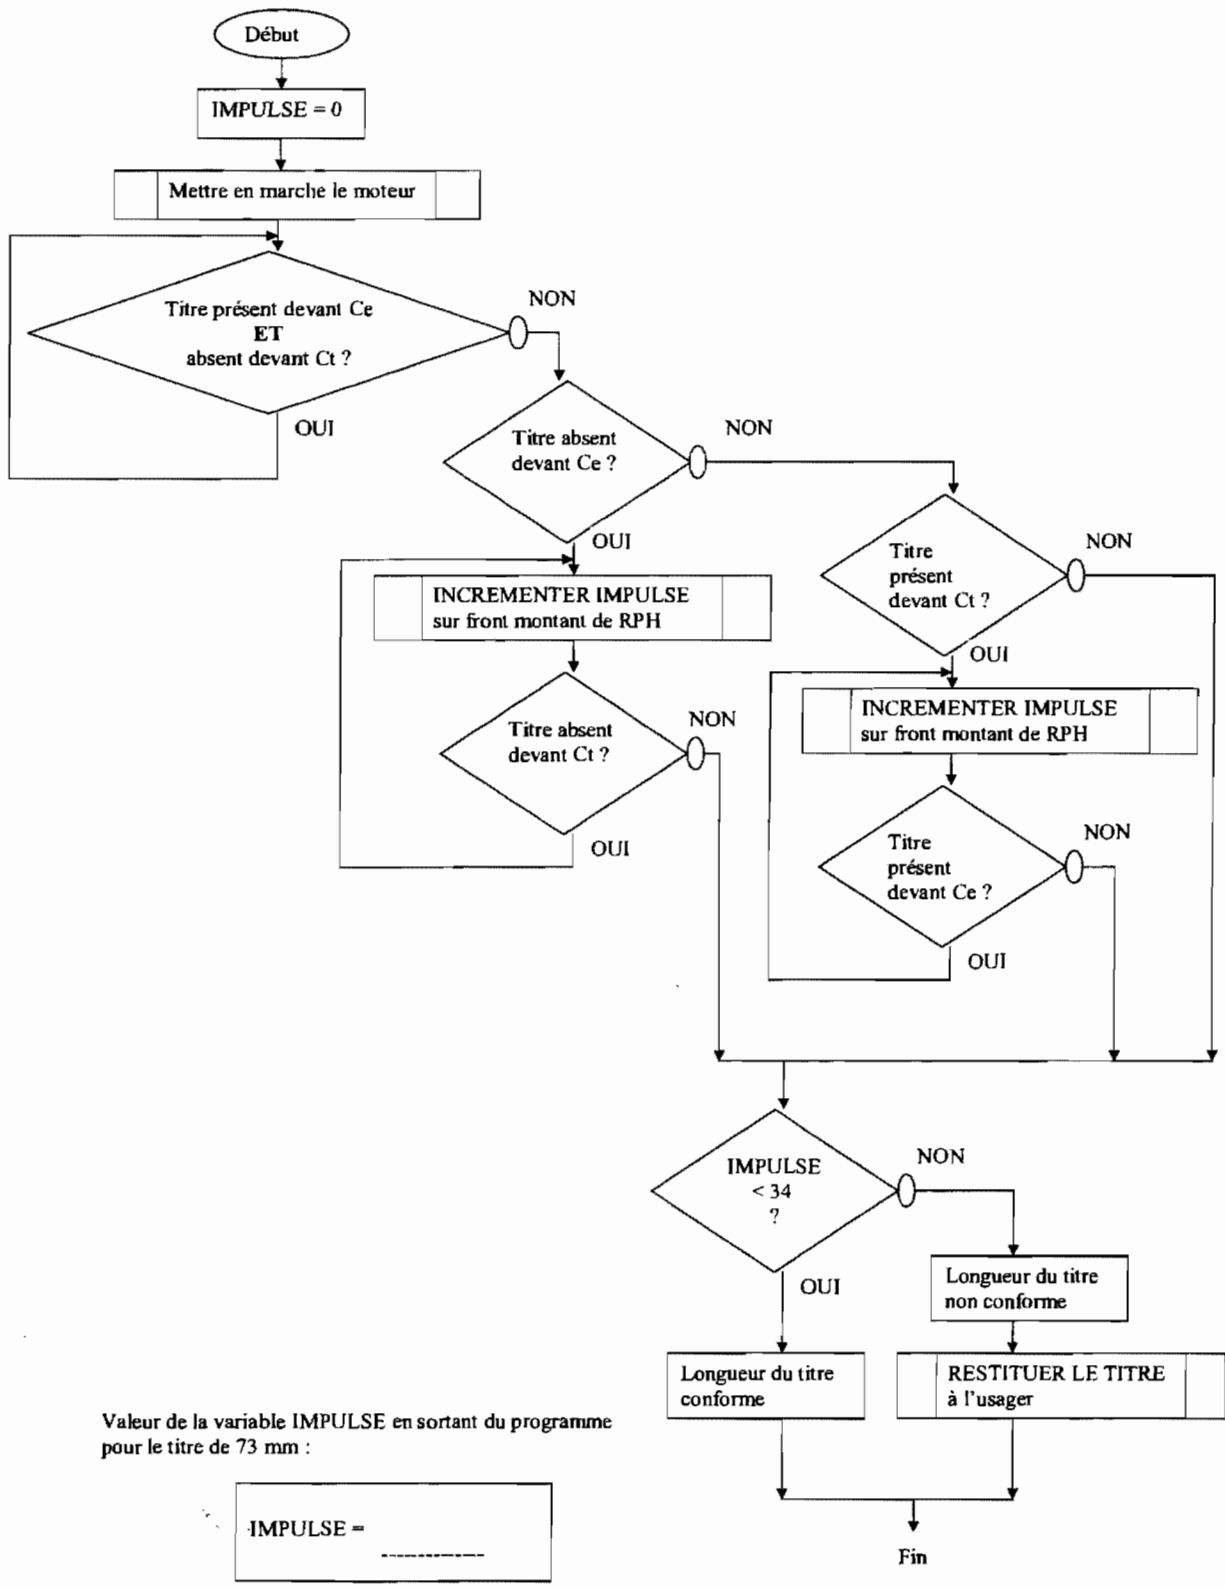 Début
IMPULSE = 0
Mettre en marche le moteur
Titre présent devant Ce
ET
absent devant Ct ?
NON
OUI
Titre absent
devant Ce ?
NON
OUI
Titre
présent
devant Ct ?
NON
OUI
INCREMENTER IMPULSE
sur front montant de RPH
Titre absent
devant Ct ?
NON
OUI
INCREMENTER IMPULSE
sur front montant de RPH
Titre
présent
devant Ce ?
NON
OUI
IMPULSE
< 34
?
NON
OUI
Longueur du titre
non conforme
Longueur du titre
conforme
RESTITUER LE TITRE
à l'usager
Fin
Valeur de la variable IMPULSE en sortant du programme
pour le titre de 73 mm :
IMPULSE =